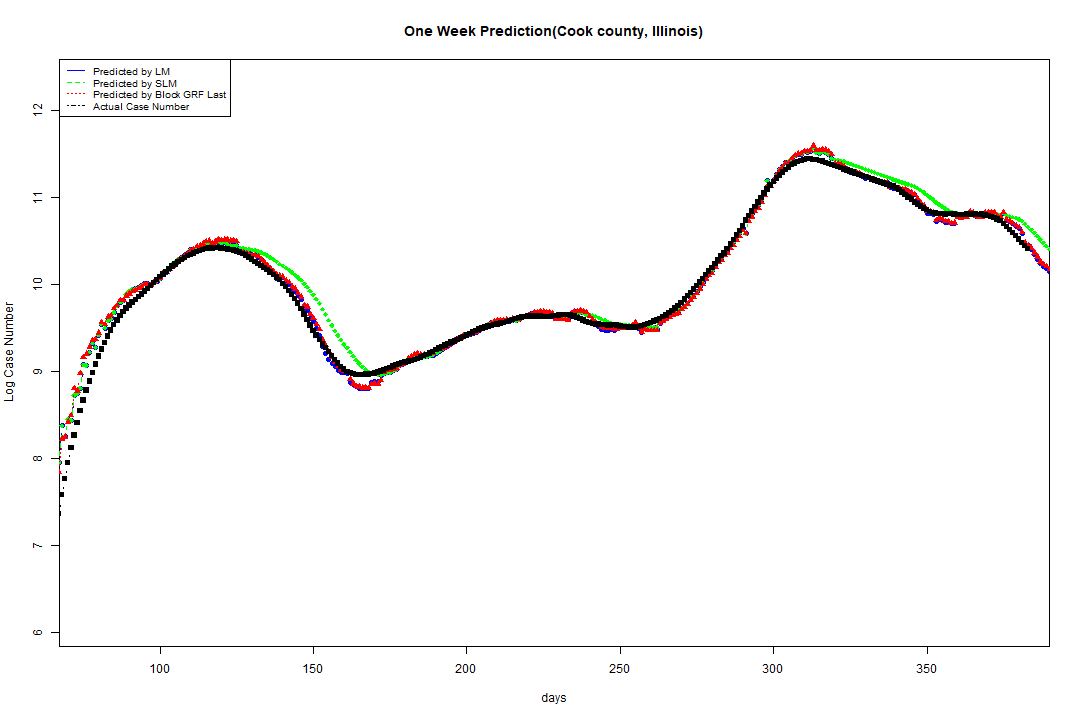 One Week Prediction(Cook county, Illinois)
Predicted by LM
Predicted by SLM
Predicted by Block GRF Last
Actual Case Number
12
11
10
9
8
7
6
Log Case Number
100 150 200 250 300 350
days